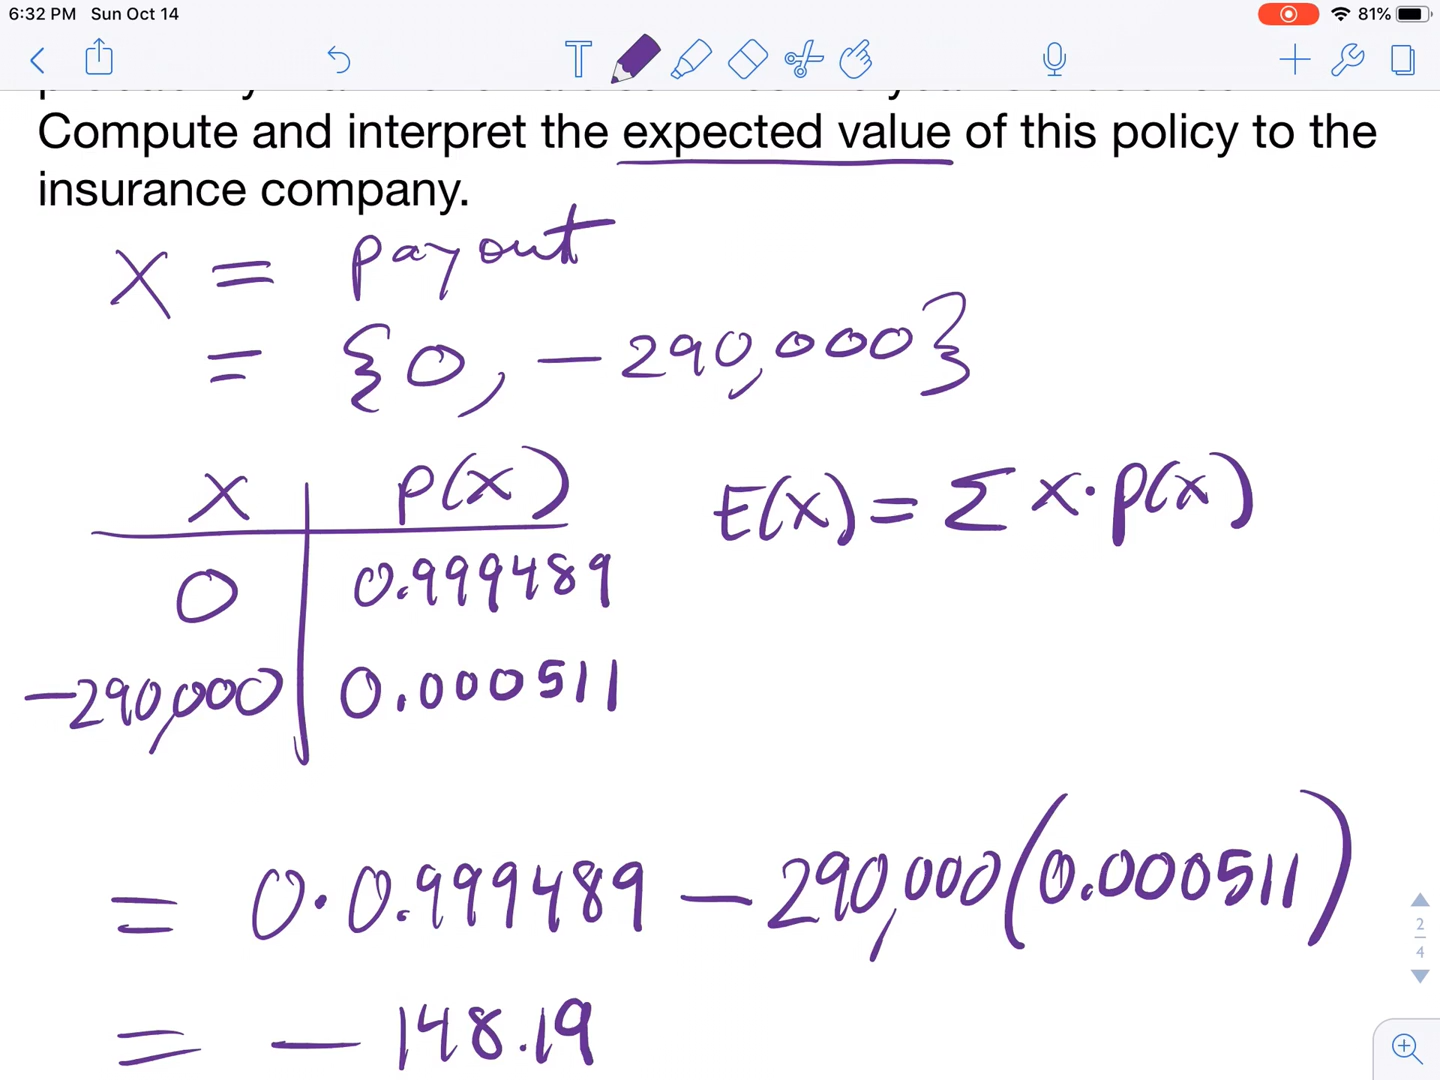 6:32 PM Sun Oct 14 81%
T
Compute and interpret the expected value of this policy to the
insurance company.
X = payout
= {0, -290,000}
X P(X)
E(X) = Σ X·P(X)
0 0.999489
-290,000 0.000511
= 0·0.999489 - 290,000(0.000511)
= -148.19
2
4